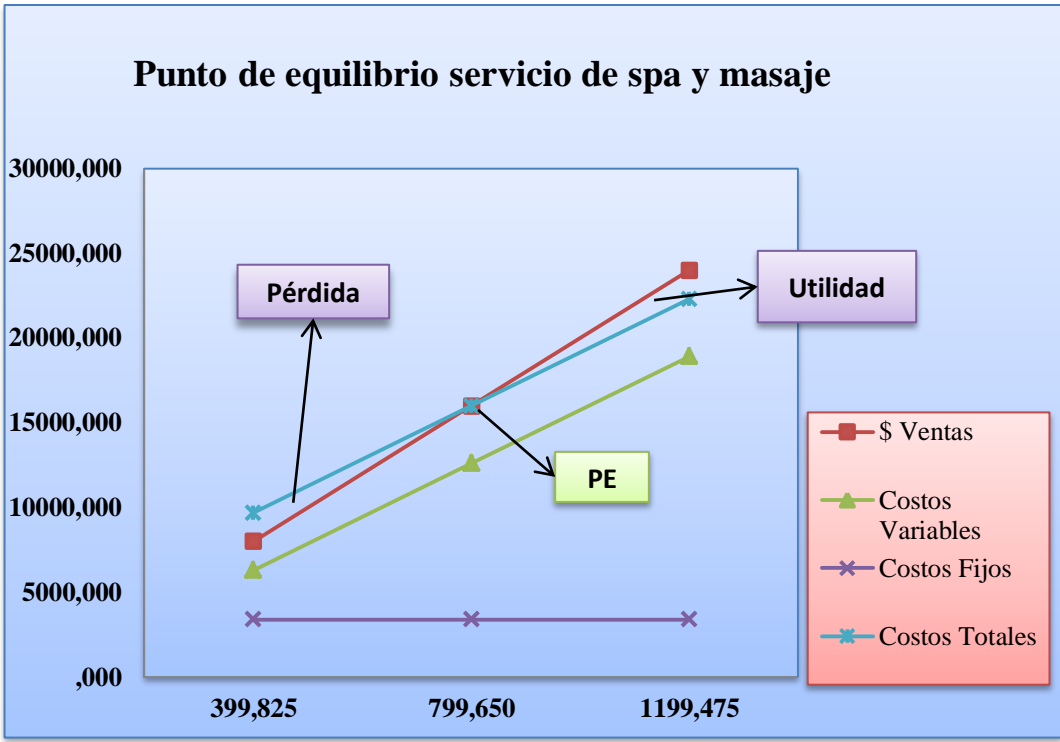 Punto de equilibrio servicio de spa y masaje
30000,000
25000,000
20000,000
15000,000
10000,000
5000,000
,000
399,825
799,650
1199,475
Pérdida
Utilidad
PE
$ Ventas
Costos
Variables
Costos Fijos
Costos Totales